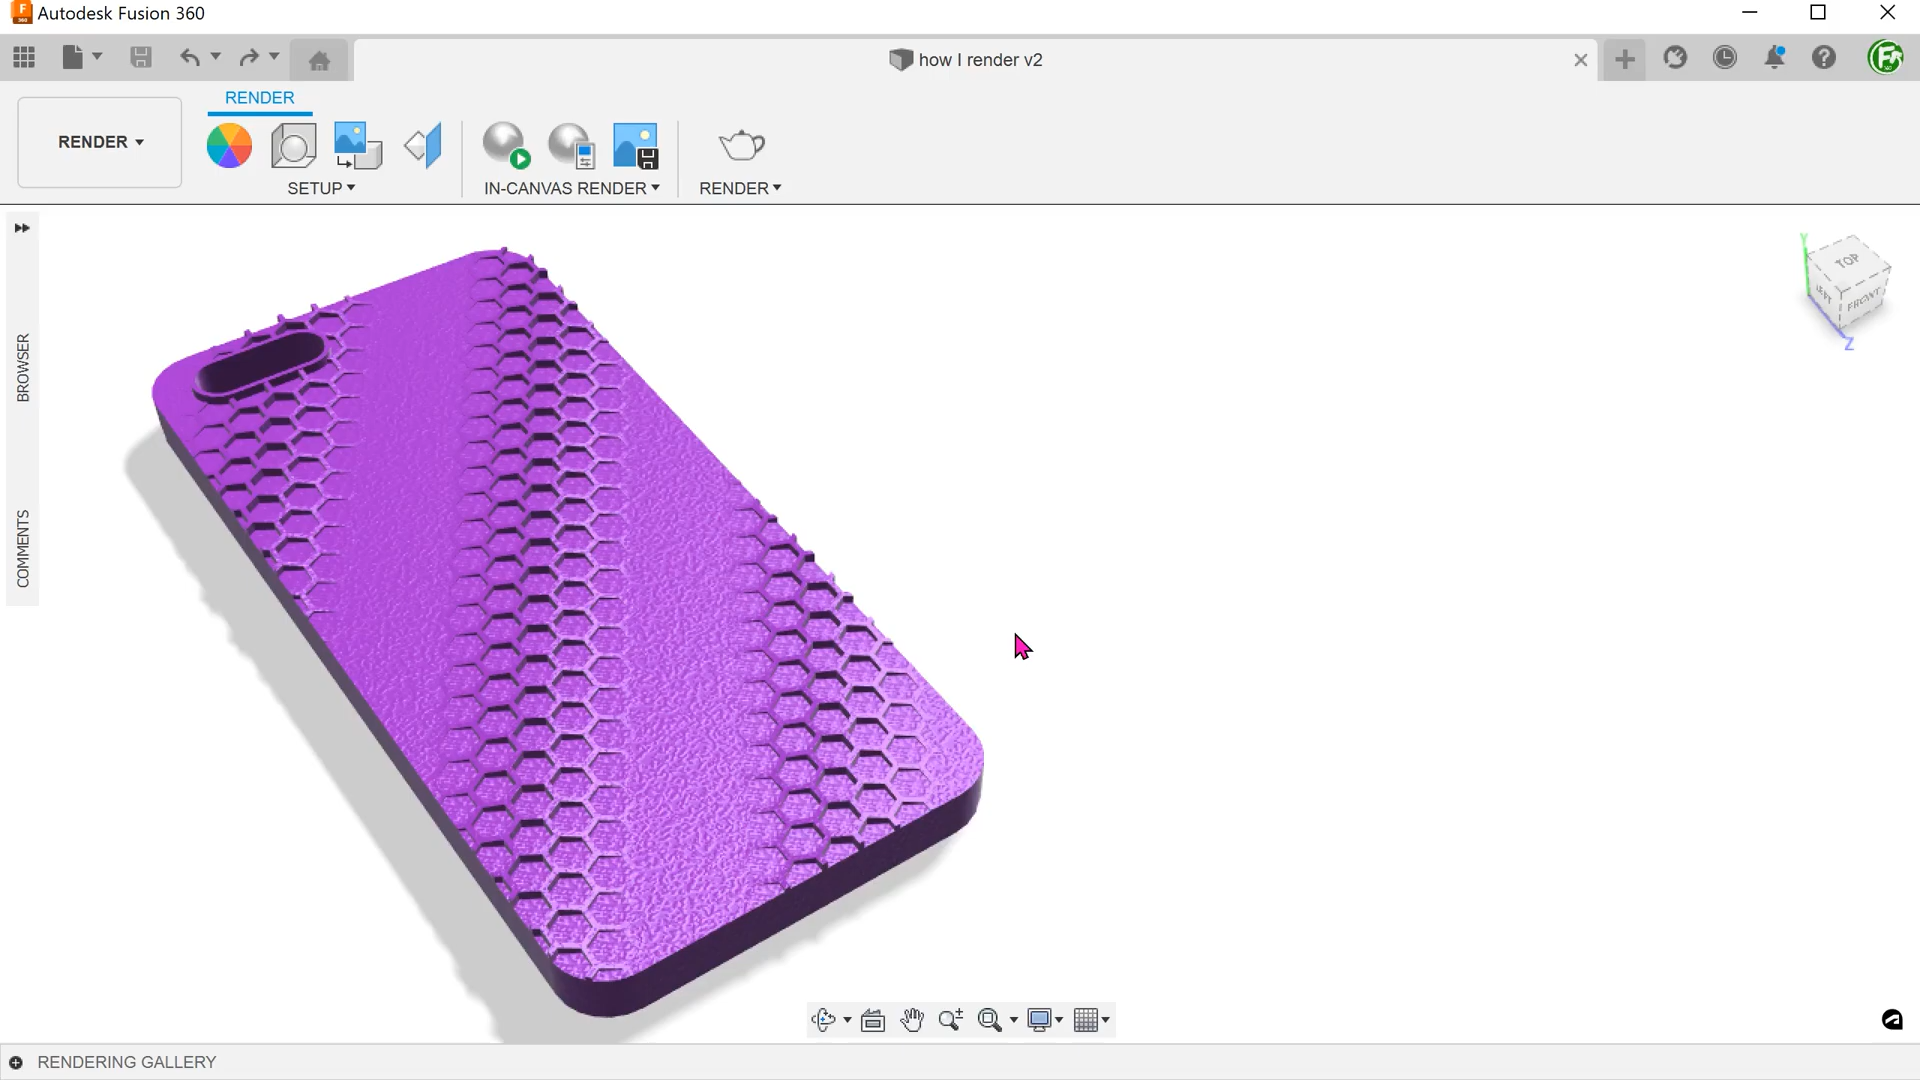 Autodesk Fusion 360
how I render v2
RENDER
RENDER
SETUP
IN-CANVAS RENDER
RENDER
BROWSER
COMMENTS
Y
TOP
LEFT
FRONT
Z
RENDERING GALLERY